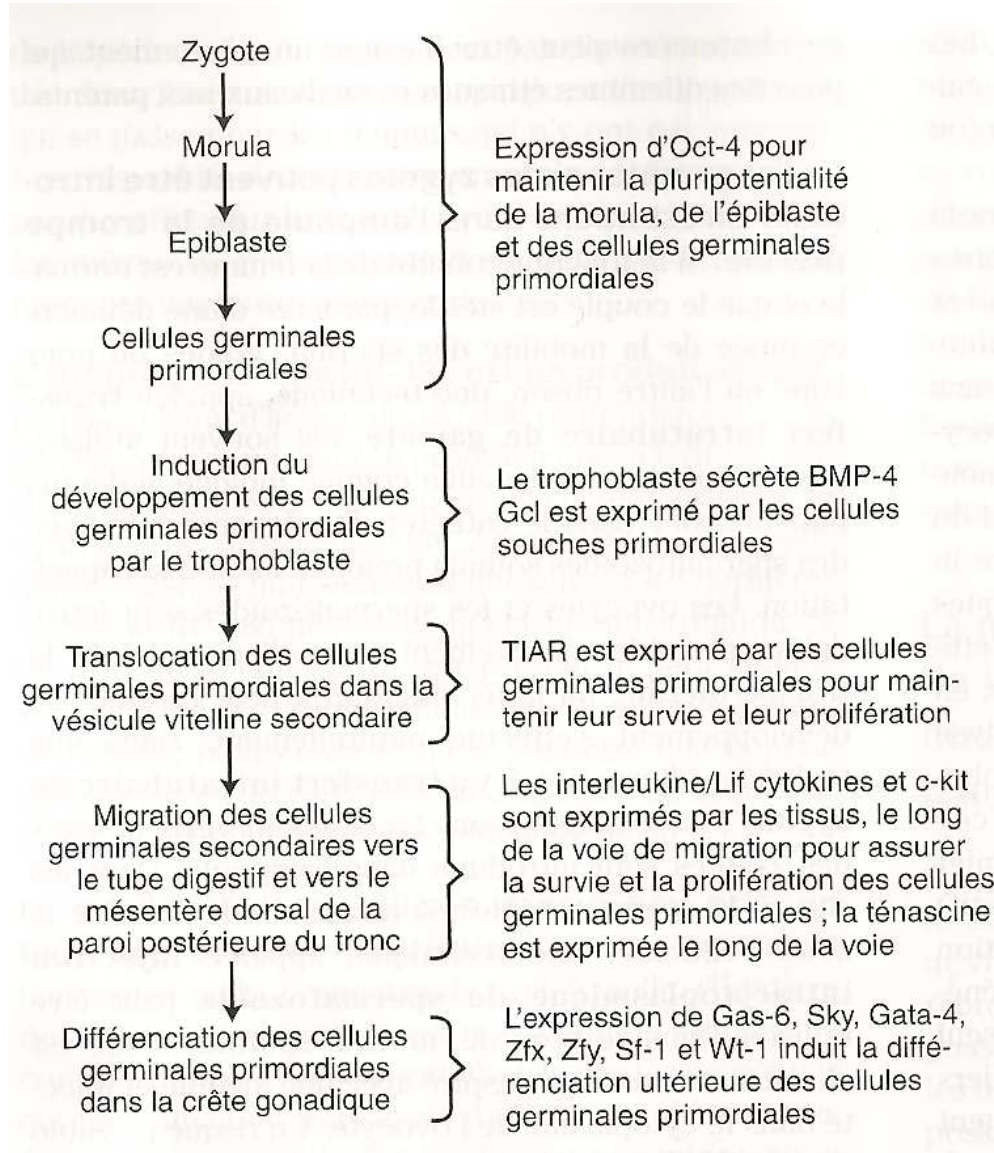 Zygote
Morula
Epiblaste
Cellules germinales
primordiales
Expression d'Oct-4 pour
maintenir la pluripotentialité
de la morula, de l'épiblaste
et des cellules germinales
primordiales
Induction du
développement des cellules
germinales primordiales
par le trophoblaste
Le trophoblaste sécrète BMP-4
Gcl est exprimé par les cellules
souches primordiales
Translocation des cellules
germinales primordiales dans la
vésicule vitelline secondaire
TIAR est exprimé par les cellules
germinales primordiales pour main-
tenir leur survie et leur prolifération
Migration des cellules
germinales secondaires vers
le tube digestif et vers le
mésentère dorsal de la
paroi postérieure du tronc
Les interleukine/Lif cytokines et c-kit
sont exprimés par les tissus, le long
de la voie de migration pour assurer
la survie et la prolifération des cellules
germinales primordiales ; la ténascine
est exprimée le long de la voie
Différenciation des cellules
germinales primordiales
dans la crête gonadique
L'expression de Gas-6, Sky, Gata-4,
Zfx, Zfy, Sf-1 et Wt-1 induit la diffé-
renciation ultérieure des cellules
germinales primordiales